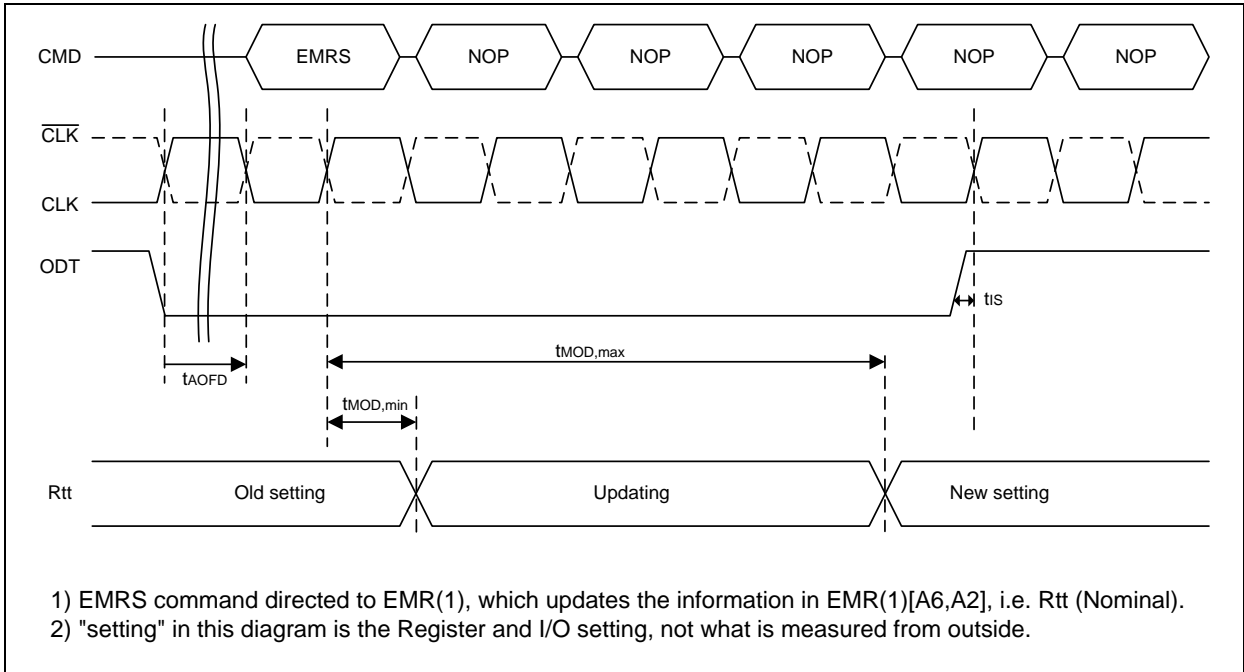 CMD EMRS NOP NOP NOP NOP NOP
CLK
CLK
ODT
tIS
tMOD,max
tAOFD
tMOD,min
Rtt Old setting Updating New setting
1) EMRS command directed to EMR(1), which updates the information in EMR(1)[A6,A2], i.e. Rtt (Nominal).
2) "setting" in this diagram is the Register and I/O setting, not what is measured from outside.